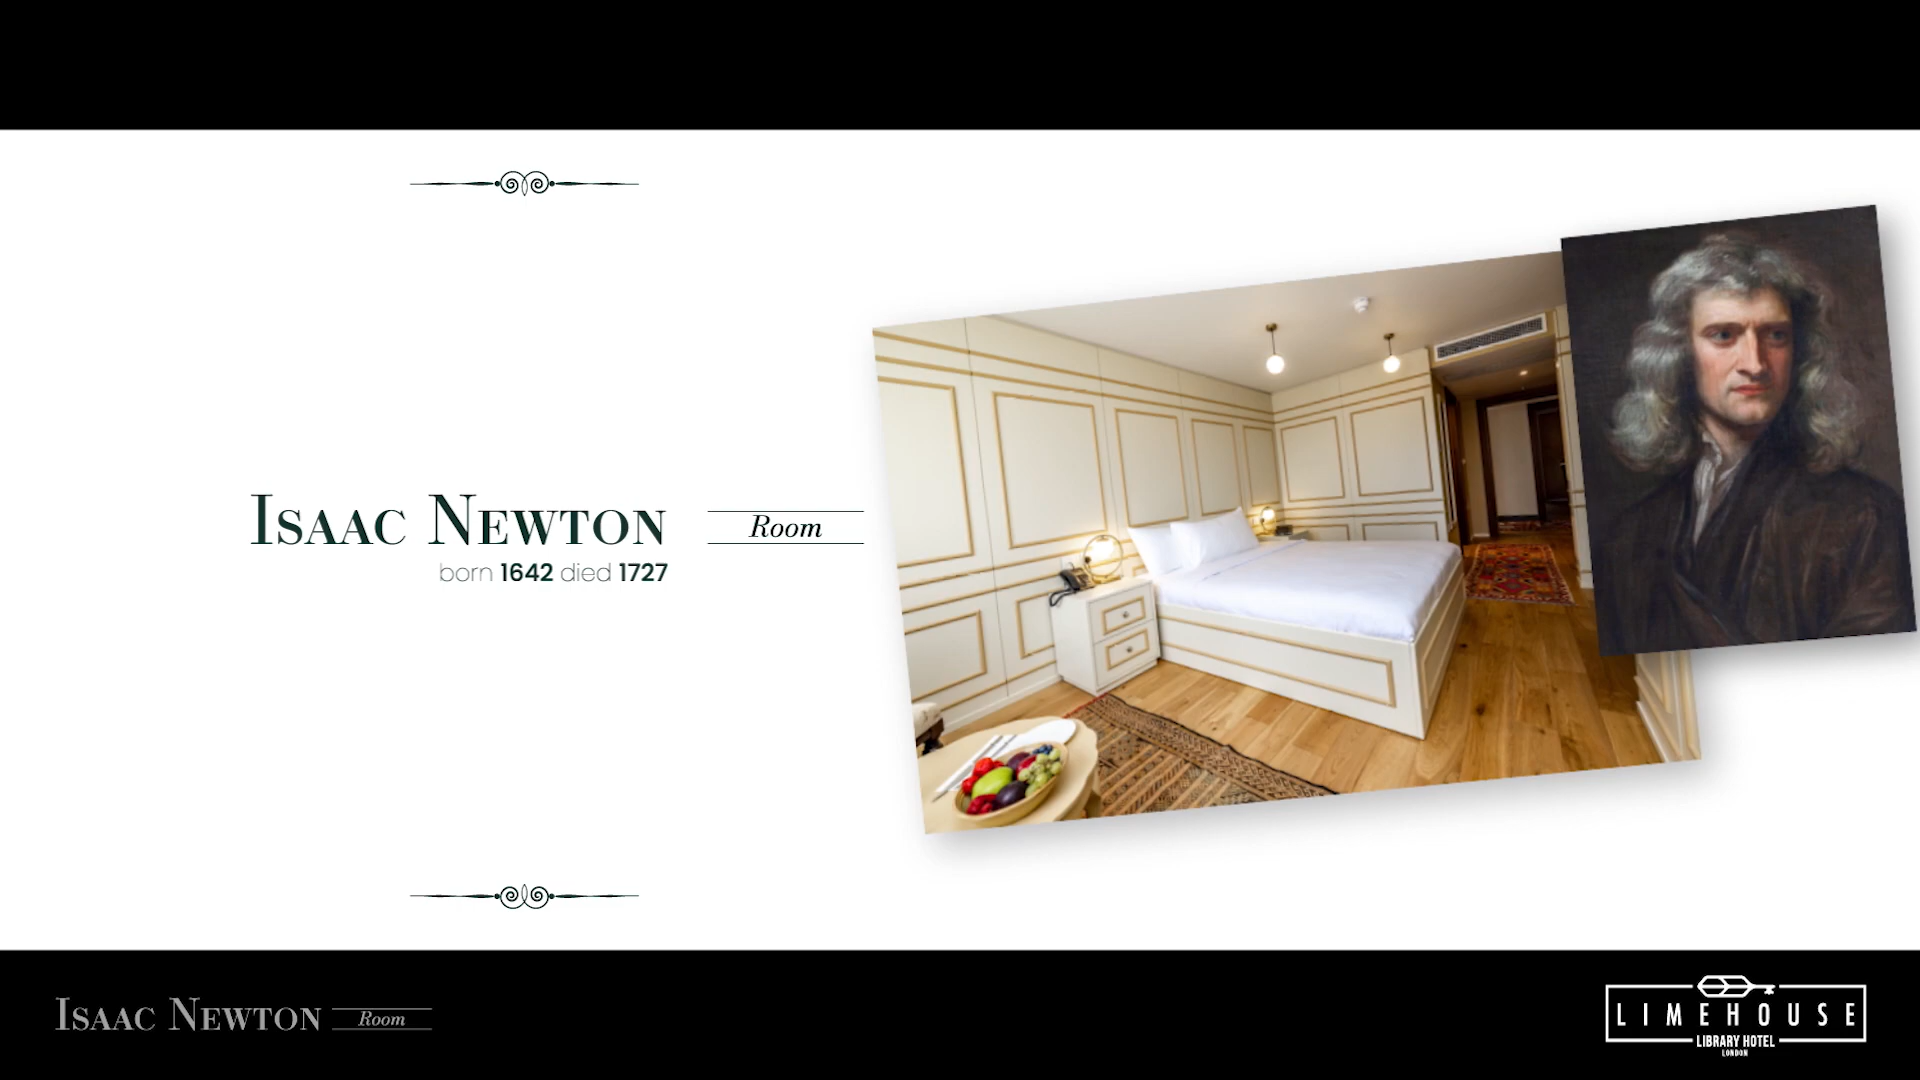 Isaac Newton Room
born 1642 died 1727
Isaac Newton Room
LIMEHOUSE
LIBRARY HOTEL
LONDON